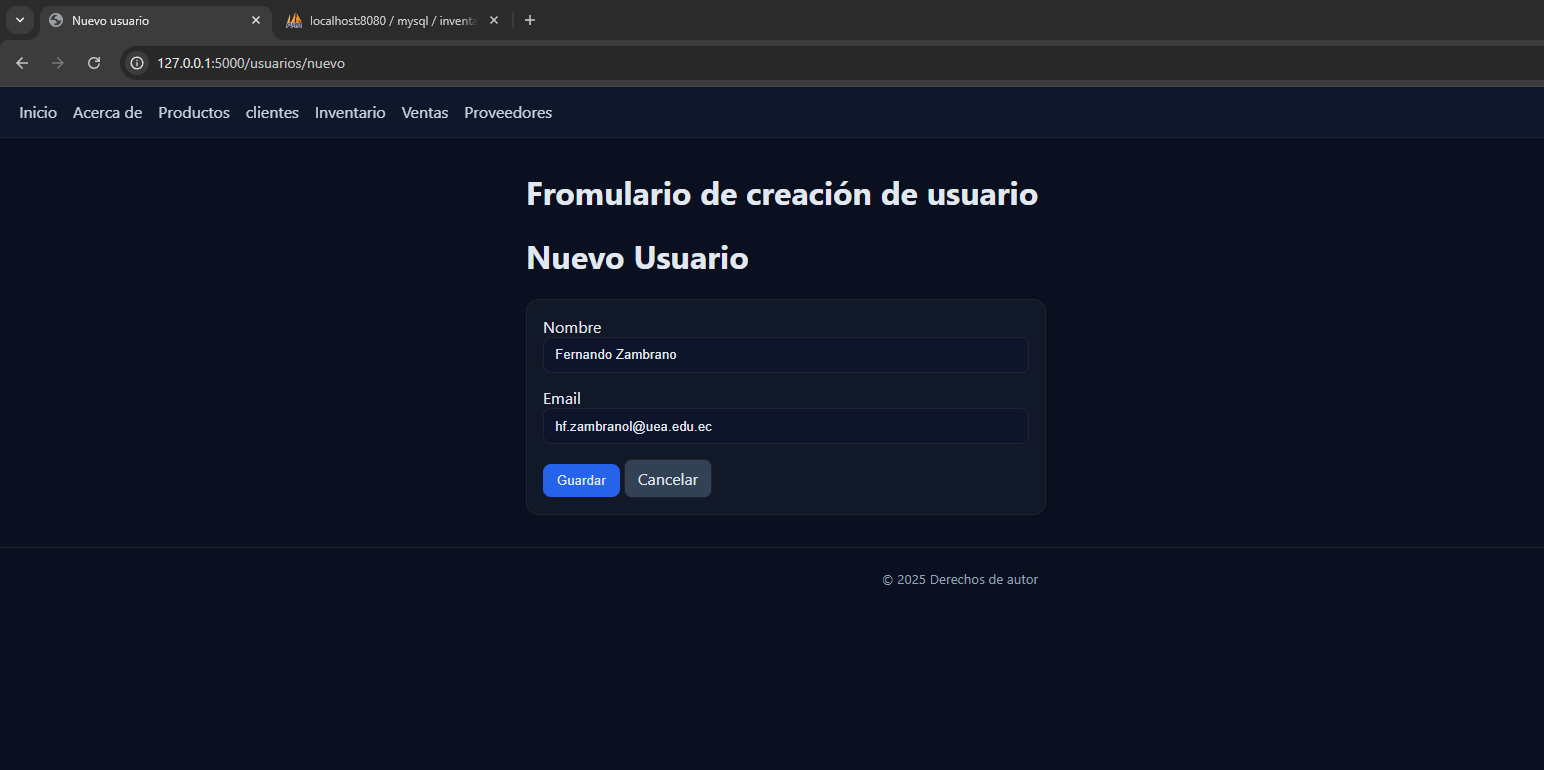 Nuevo usuario
localhost:8080 / mysql / inventa
127.0.0.1:5000/usuarios/nuevo
Inicio Acerca de Productos clientes Inventario Ventas Proveedores
Fromulario de creación de usuario
Nuevo Usuario
Nombre
Fernando Zambrano
Email
hf.zambranol@uea.edu.ec
Guardar Cancelar
© 2025 Derechos de autor